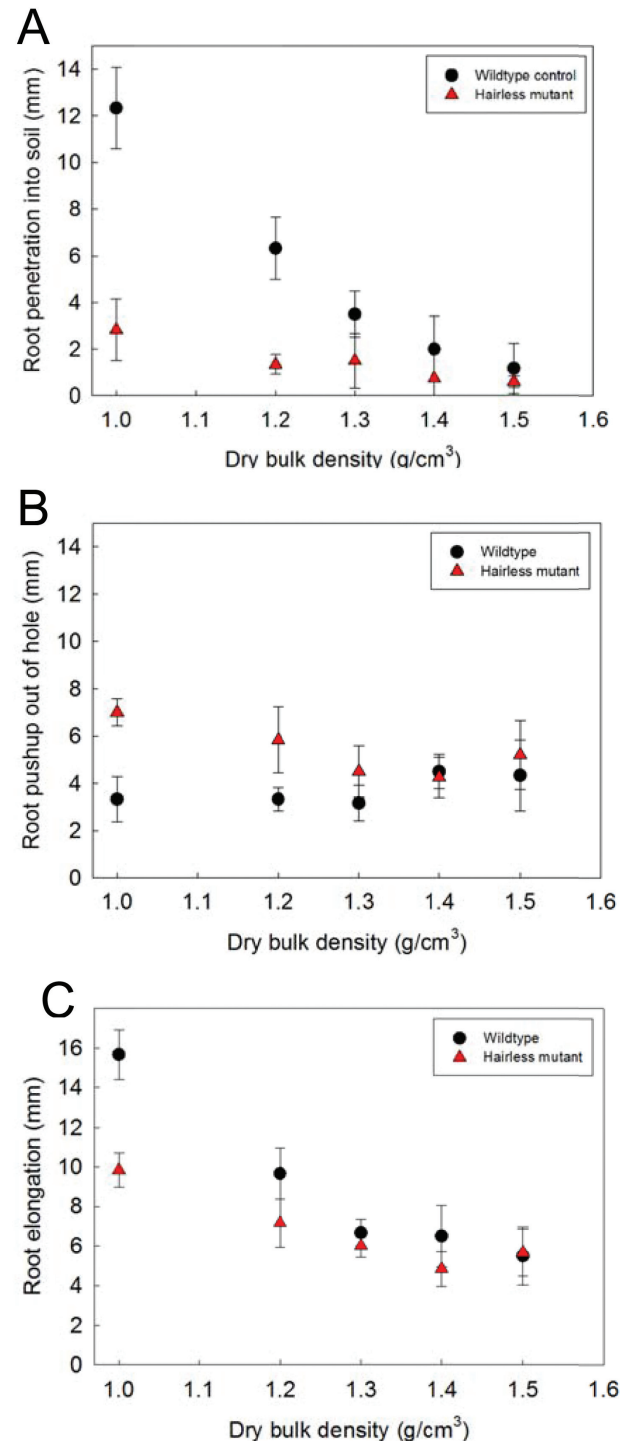 A
Root penetration into soil (mm)
14
12
10
8
6
4
2
0
Wildtype control
Hairless mutant
1.0 1.1 1.2 1.3 1.4 1.5 1.6
Dry bulk density (g/cm³)
B
Root pushup out of hole (mm)
14
12
10
8
6
4
2
0
Wildtype
Hairless mutant
1.0 1.1 1.2 1.3 1.4 1.5 1.6
Dry bulk density (g/cm³)
C
Root elongation (mm)
16
14
12
10
8
6
4
2
0
Wildtype
Hairless mutant
1.0 1.1 1.2 1.3 1.4 1.5 1.6
Dry bulk density (g/cm³)